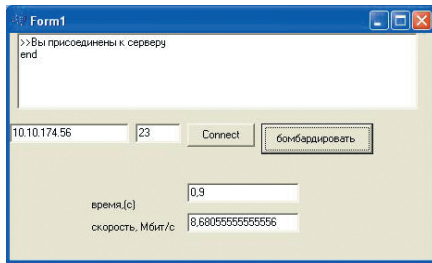 Form1
>>Вы присоединены к серверу
end
10.10.174.56 23 Connect бомбардировать
время,(с) 0,9
скорость, Мбит/с 8,68055555555556